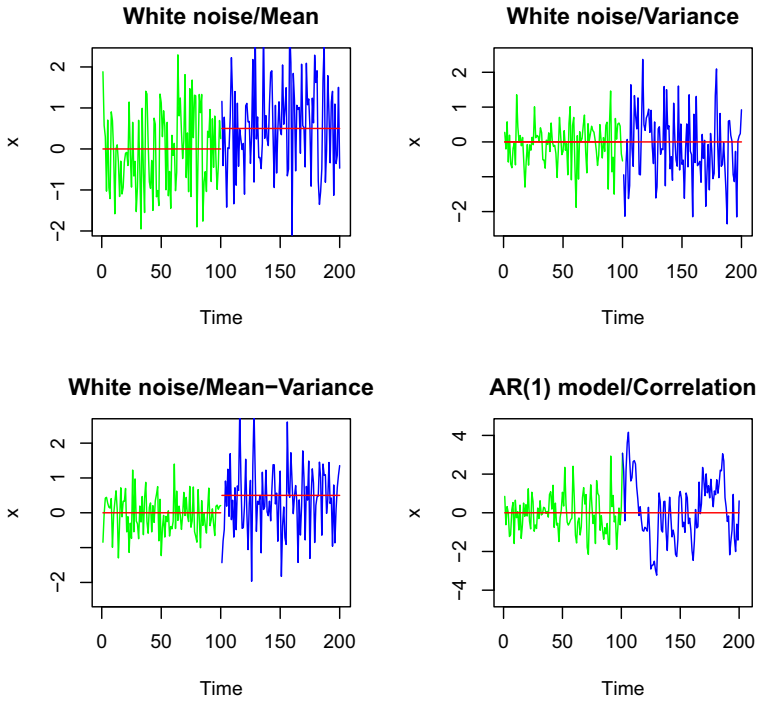 White noise/Mean
x
2
1
0
−1
−2
0 50 100 150 200
Time
White noise/Variance
x
2
0
−2
0 50 100 150 200
Time
White noise/Mean−Variance
x
2
1
0
−2
0 50 100 150 200
Time
AR(1) model/Correlation
x
4
2
0
−2
−4
0 50 100 150 200
Time